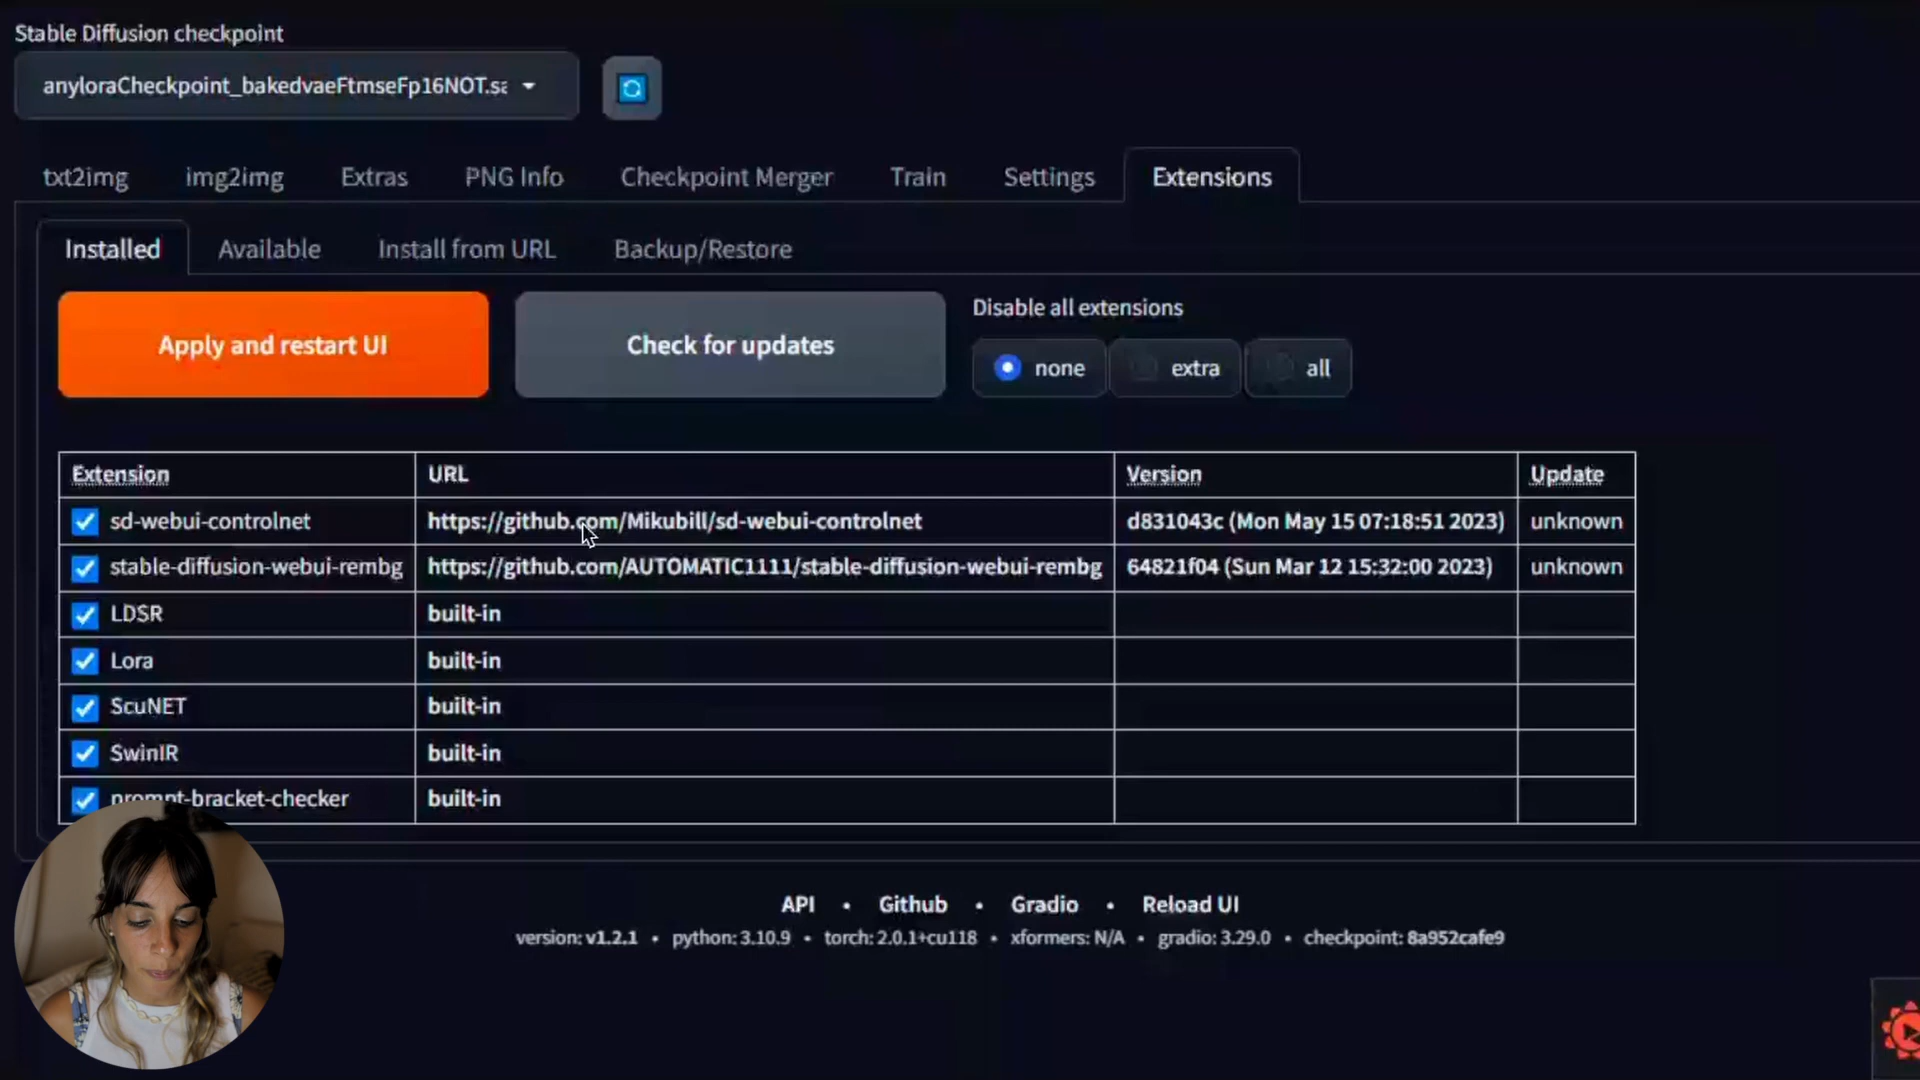 Stable Diffusion checkpoint
anyloraCheckpoint_bakedvaeFtmseFp16NOT.sa
txt2img img2img Extras PNG Info Checkpoint Merger Train Settings Extensions
Installed Available Install from URL Backup/Restore
Apply and restart UI Check for updates
Disable all extensions
none extra all
Extension URL Version Update
sd-webui-controlnet https://github.com/Mikubill/sd-webui-controlnet d831043c (Mon May 15 07:18:51 2023) unknown
stable-diffusion-webui-rembg https://github.com/AUTOMATIC1111/stable-diffusion-webui-rembg 64821f04 (Sun Mar 12 15:32:00 2023) unknown
LDSR built-in
Lora built-in
ScuNET built-in
SwinIR built-in
prompt-bracket-checker built-in
API • Github • Gradio • Reload UI
version: v1.2.1 • python: 3.10.9 • torch: 2.0.1+cu118 • xformers: N/A • gradio: 3.29.0 • checkpoint: 8a952cafe9